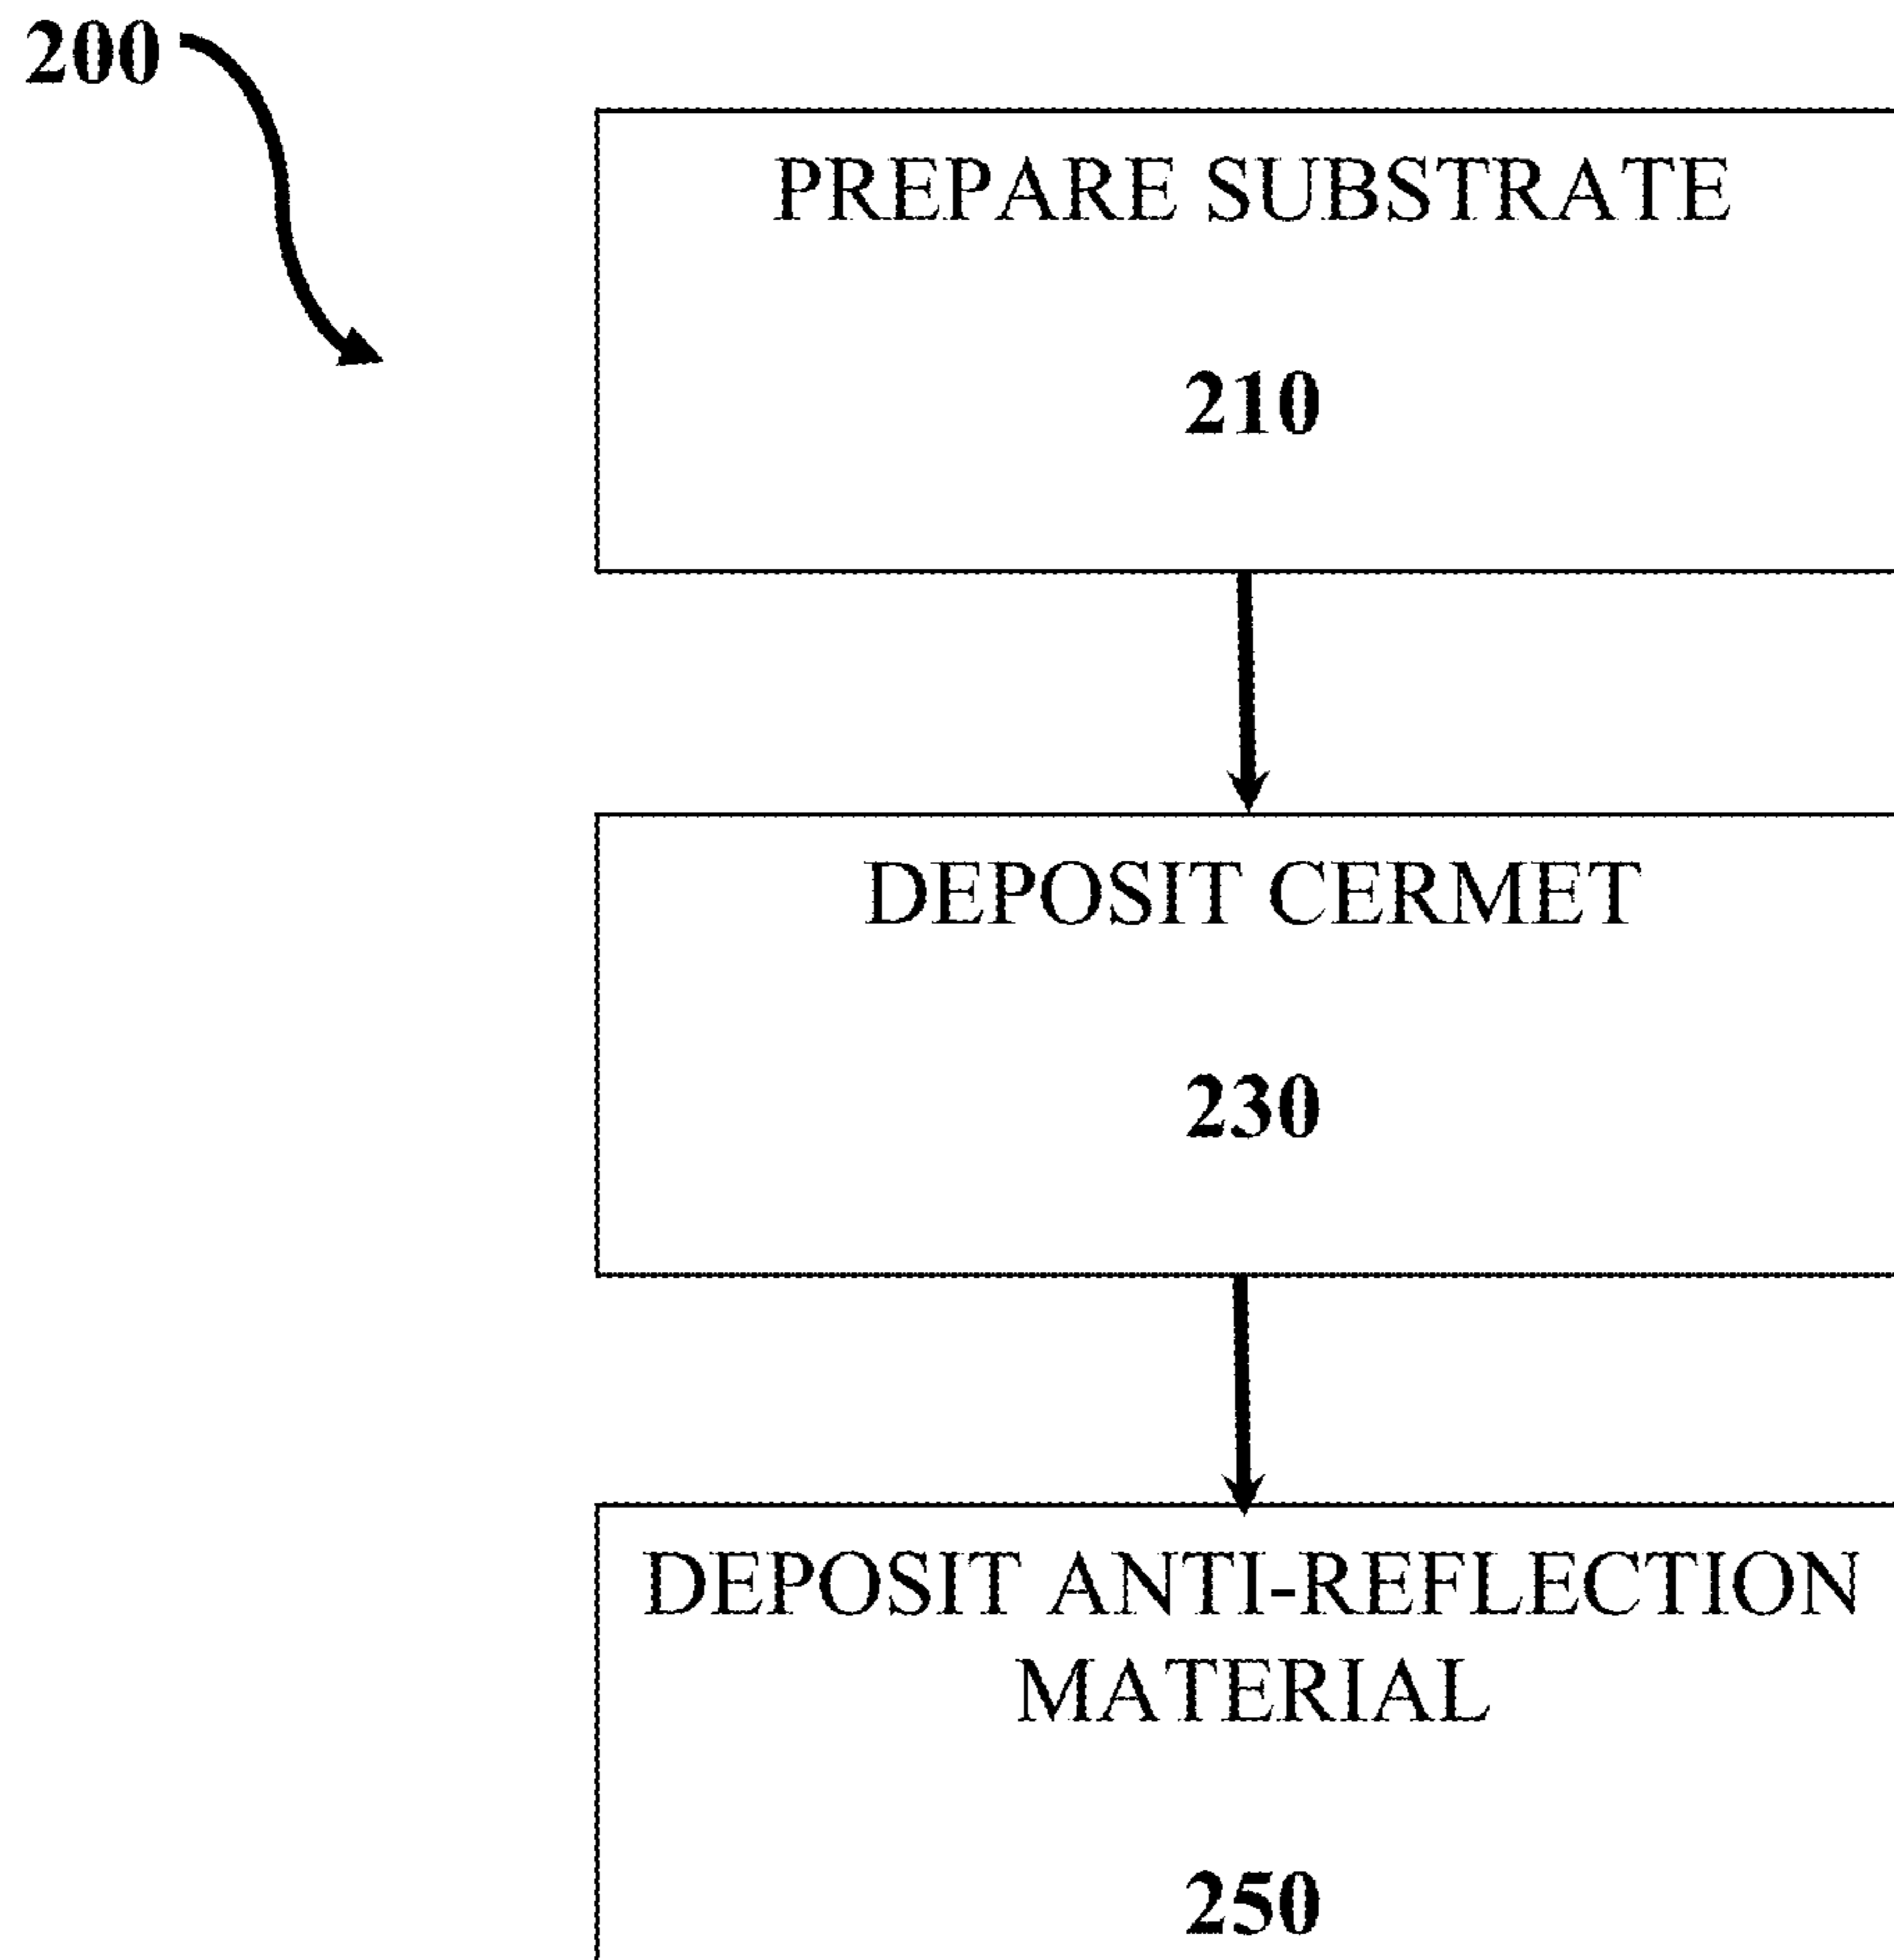 200
PREPARE SUBSTRATE
210
DEPOSIT CERMET
230
DEPOSIT ANTI-REFLECTION
MATERIAL
250